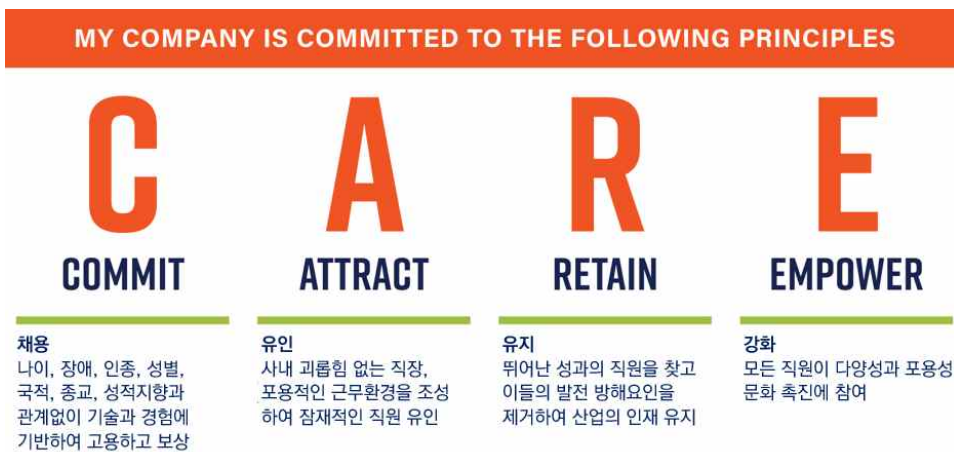 MY COMPANY IS COMMITTED TO THE FOLLOWING PRINCIPLES
C
COMMIT
채용
나이, 장애, 인종, 성별,
국적, 종교, 성적지향과
관계없이 기술과 경험에
기반하여 고용하고 보상
A
ATTRACT
유인
사내 괴롭힘 없는 직장,
포용적인 근무환경을 조성
하여 잠재적인 직원 유인
R
RETAIN
유지
뛰어난 성과의 직원을 찾고
이들의 발전 방해요인을
제거하여 산업의 인재 유지
E
EMPOWER
강화
모든 직원이 다양성과 포용성
문화 촉진에 참여